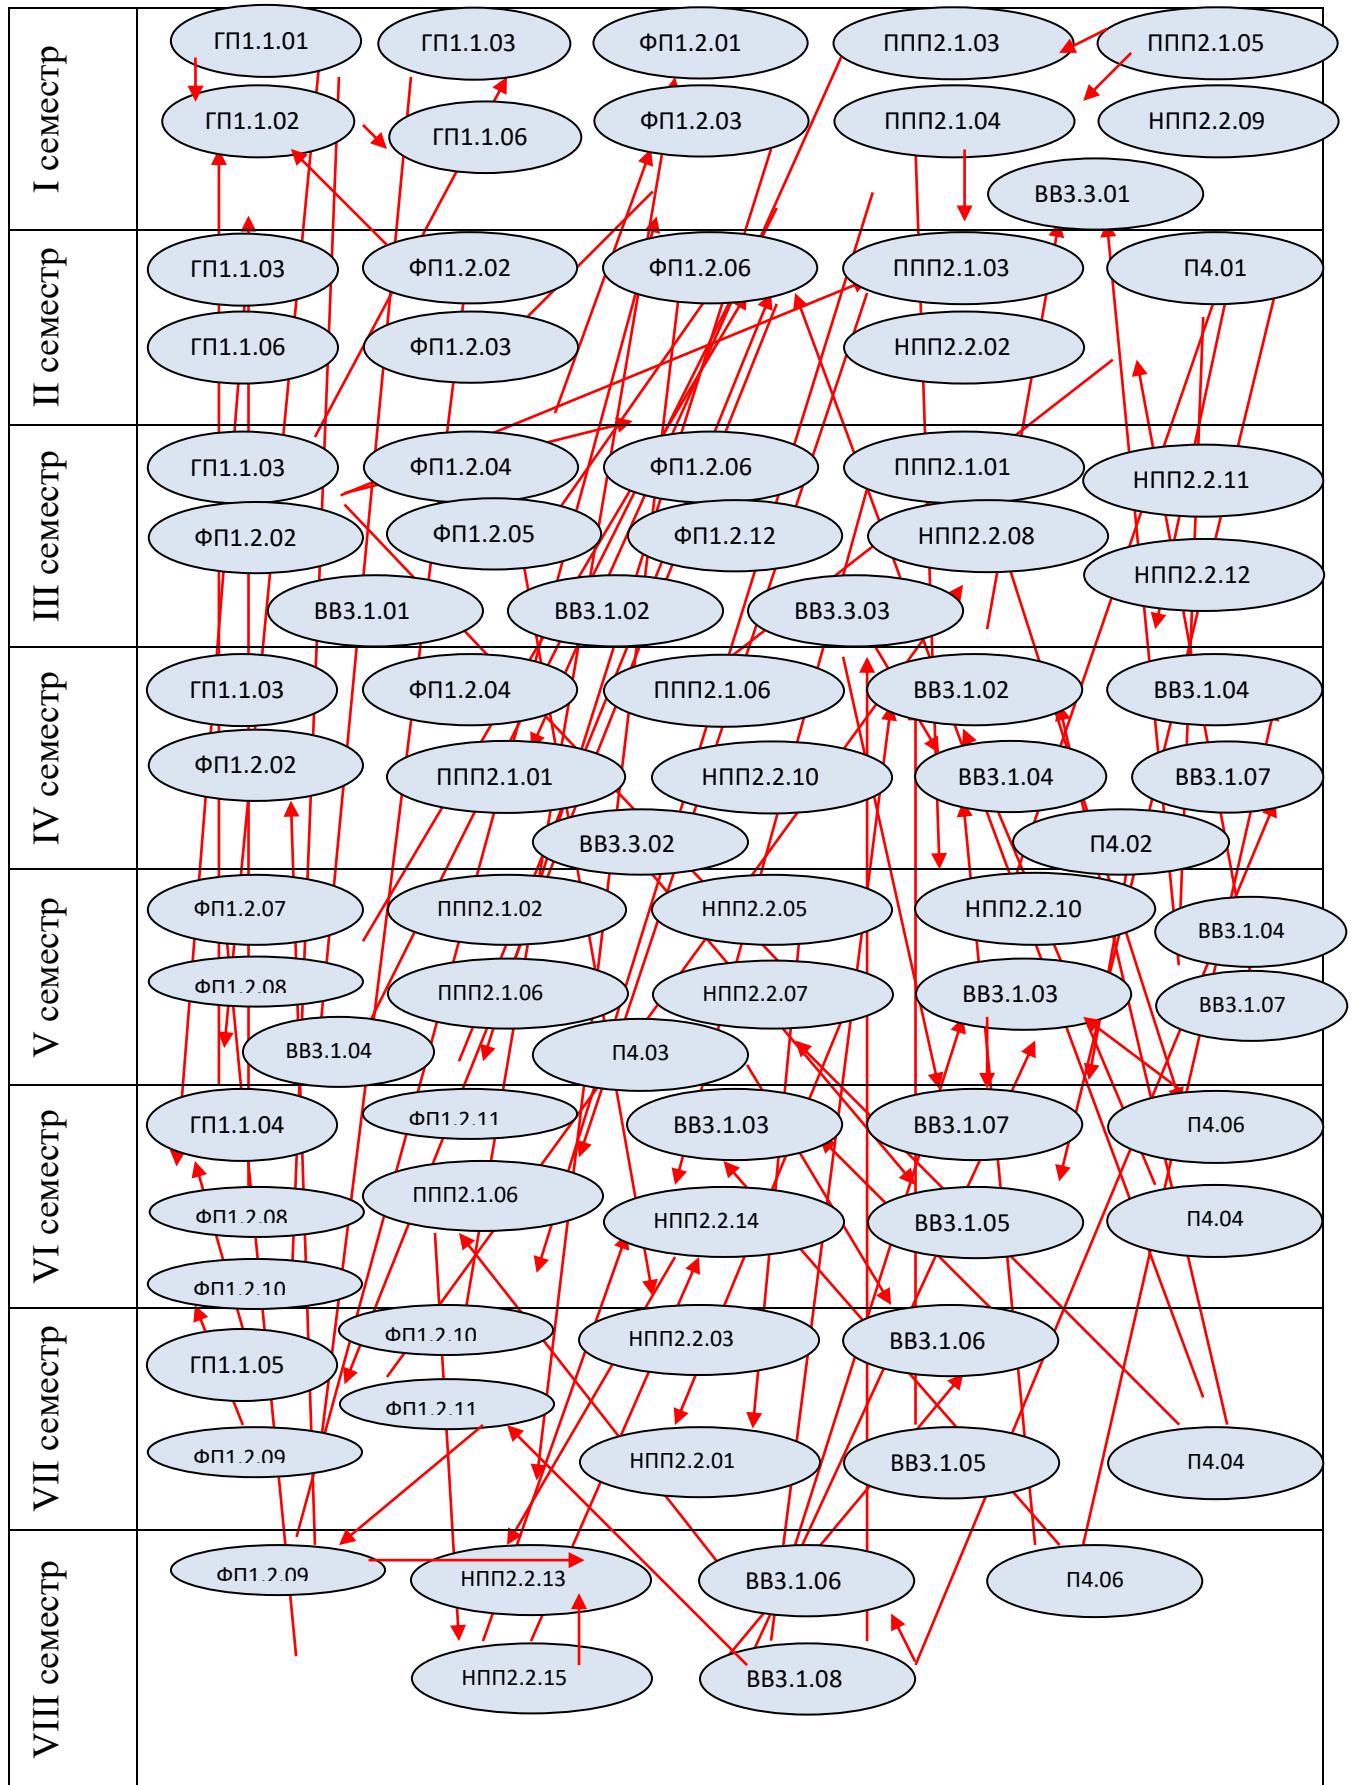 I семестр
ГП1.1.01
ГП1.1.03
ФП1.2.01
ППП2.1.03
ППП2.1.05
ГП1.1.02
ГП1.1.06
ФП1.2.03
ППП2.1.04
НПП2.2.09
ВВ3.3.01
II семестр
ГП1.1.03
ФП1.2.02
ФП1.2.06
ППП2.1.03
П4.01
ГП1.1.06
ФП1.2.03
НПП2.2.02
III семестр
ГП1.1.03
ФП1.2.04
ФП1.2.06
ППП2.1.01
НПП2.2.11
ФП1.2.02
ФП1.2.05
ФП1.2.12
НПП2.2.08
НПП2.2.12
ВВ3.1.01
ВВ3.1.02
ВВ3.3.03
IV семестр
ГП1.1.03
ФП1.2.04
ППП2.1.06
ВВ3.1.02
ВВ3.1.04
ФП1.2.02
ППП2.1.01
НПП2.2.10
ВВ3.1.04
ВВ3.1.07
ВВ3.3.02
П4.02
V семестр
ФП1.2.07
ППП2.1.02
НПП2.2.05
НПП2.2.10
ВВ3.1.04
ФП1.2.08
ППП2.1.06
НПП2.2.07
ВВ3.1.03
ВВ3.1.07
ВВ3.1.04
П4.03
VI семестр
ГП1.1.04
ФП1.2.11
ВВ3.1.03
ВВ3.1.07
П4.06
ФП1.2.08
ППП2.1.06
НПП2.2.14
ВВ3.1.05
П4.04
ФП1.2.10
VII семестр
ГП1.1.05
ФП1.2.10
НПП2.2.03
ВВ3.1.06
ФП1.2.11
ФП1.2.09
НПП2.2.01
ВВ3.1.05
П4.04
VIII семестр
ФП1.2.09
НПП2.2.13
ВВ3.1.06
П4.06
НПП2.2.15
ВВ3.1.08